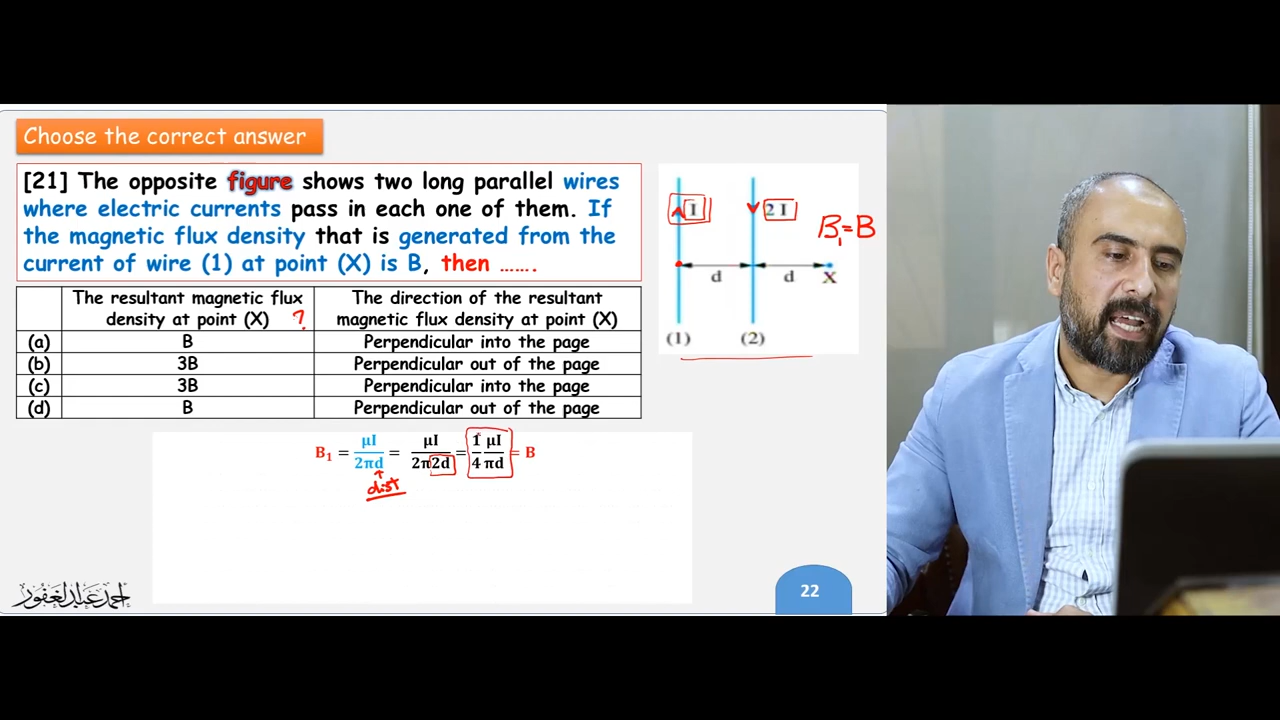 Choose the correct answer
[21] The opposite figure shows two long parallel wires
where electric currents pass in each one of them. If
the magnetic flux density that is generated from the
current of wire (1) at point (X) is B, then …….
The resultant magnetic flux density at point (X) ? The direction of the resultant magnetic flux density at point (X)
(a) B Perpendicular into the page
(b) 3B Perpendicular out of the page
(c) 3B Perpendicular into the page
(d) B Perpendicular out of the page
I 2 I
B₁=B
d d X
(1) (2)
B₁ = μI/2πd = μI/2π2d = 1/4 μI/πd = B
dist
احمد عبد الغفور
22